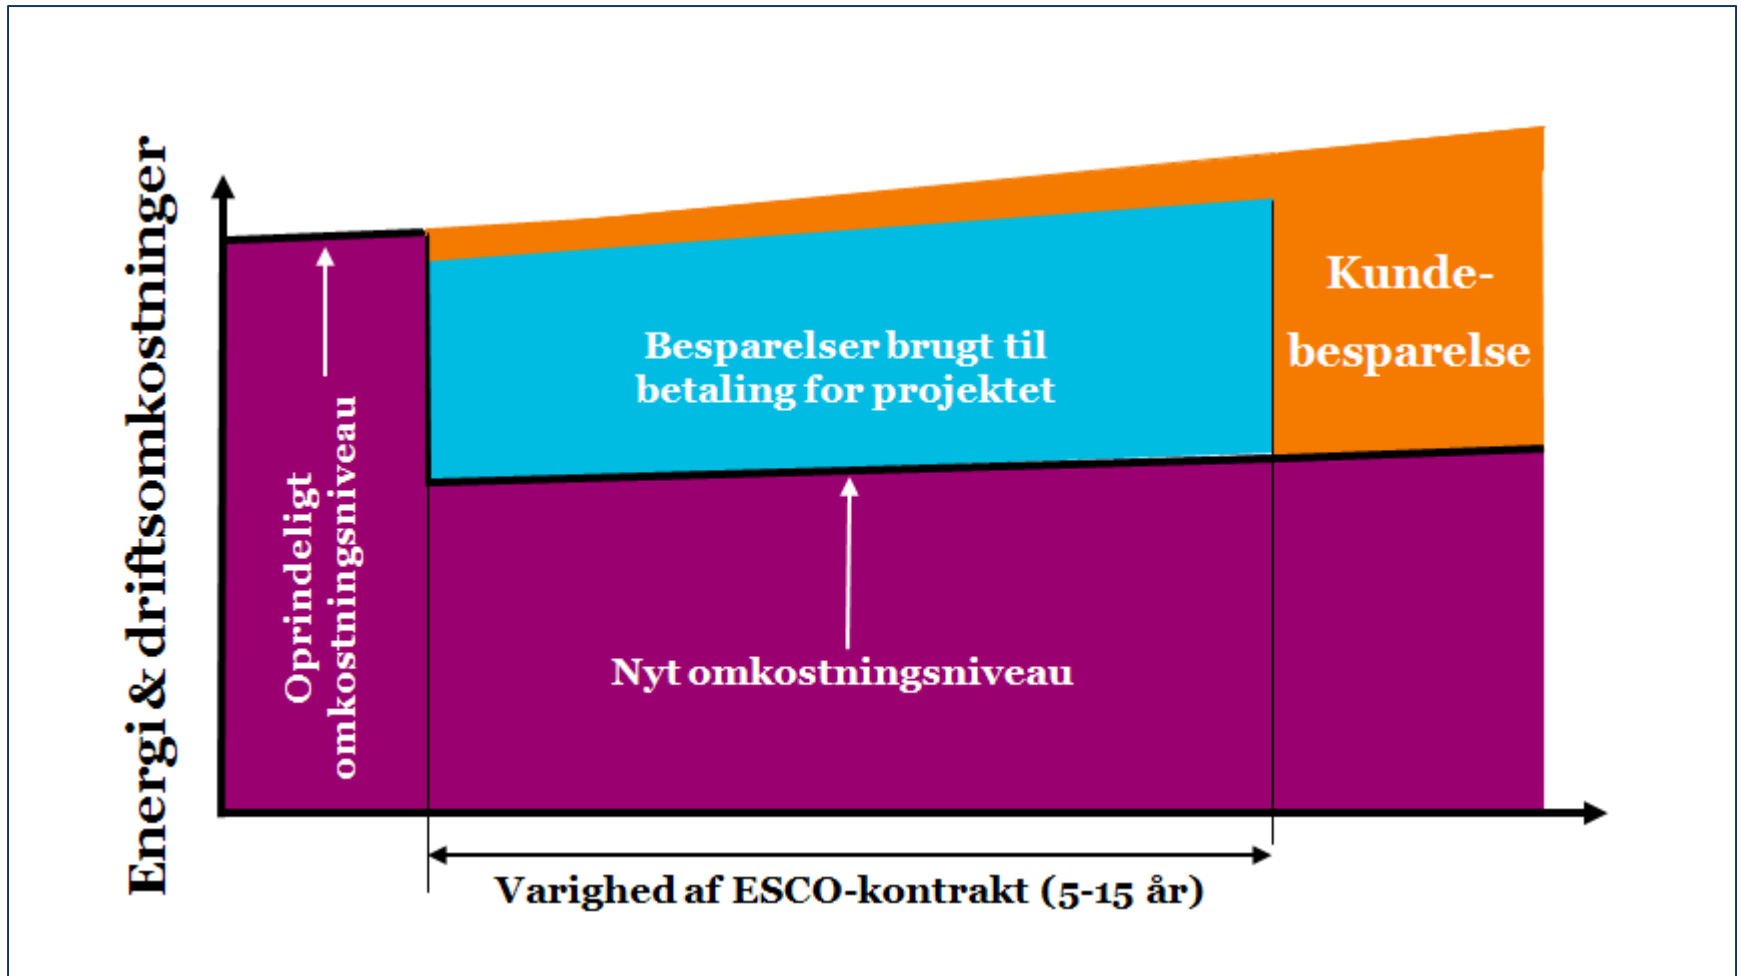 Energi & driftsomkostninger
Oprindeligt
omkostningsniveau
Besparelser brugt til
betaling for projektet
Kunde-
besparelse
Nyt omkostningsniveau
Varighed af ESCO-kontrakt (5-15 år)